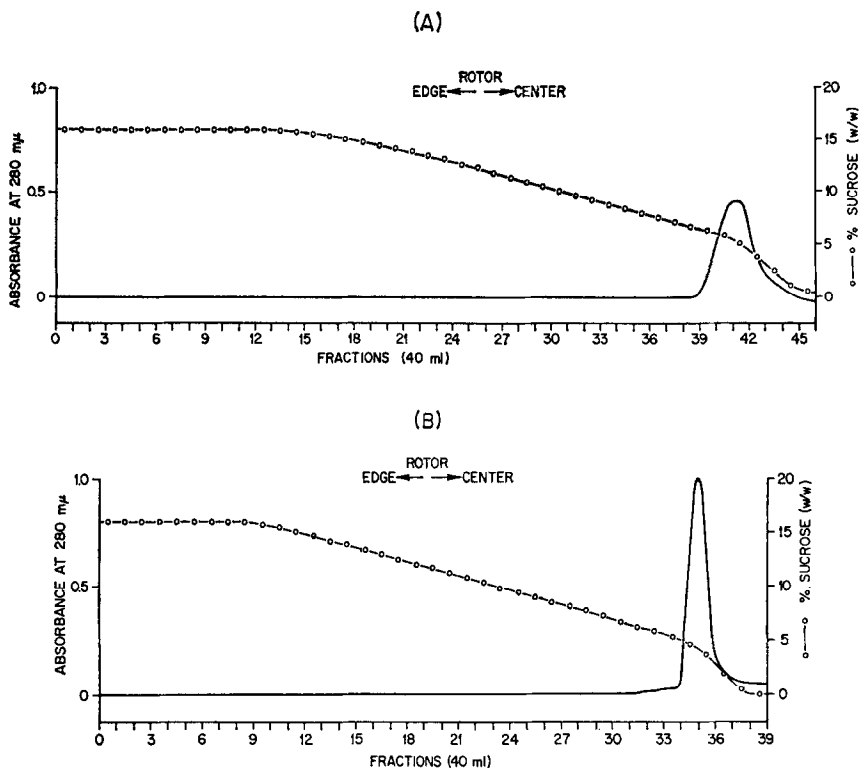 (A)
ROTOR
EDGE ←→ CENTER
1.0
0.5
0
ABSORBANCE AT 280 mμ
20
15
10
5
0
o—o % SUCROSE (w/w)
0 3 6 9 12 15 18 21 24 27 30 33 36 39 42 45
FRACTIONS (40 ml)
(B)
ROTOR
EDGE ←→ CENTER
1.0
0.5
0
ABSORBANCE AT 280 mμ
20
15
10
5
0
o—o % SUCROSE (w/w)
0 3 6 9 12 15 18 21 24 27 30 33 36 39
FRACTIONS (40 ml)